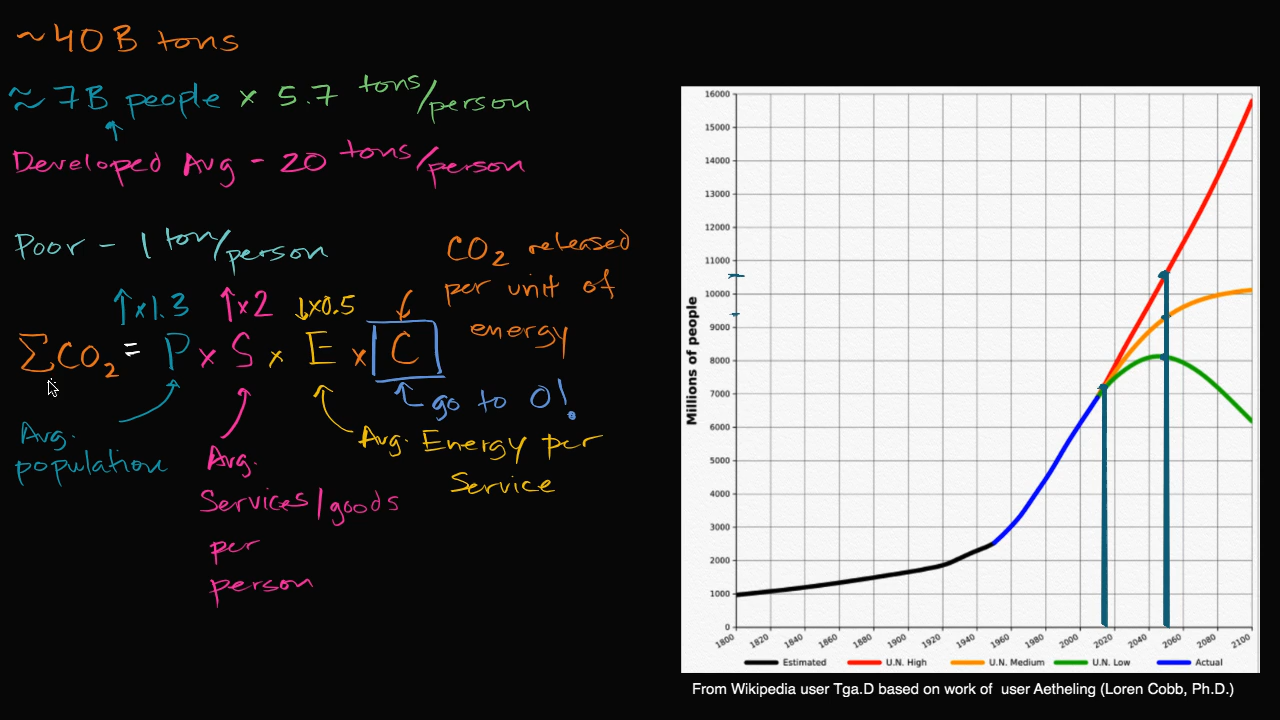 ~40 B tons
≈ 7B people × 5.7 tons/person
Developed Avg - 20 tons/person
Poor - 1 ton/person
CO2 released
per unit of
energy
↑×1.3 ↑×2 ↓×0.5
ΣCO2 = P × S × E × C
go to 0!
Avg.
population
Avg.
Services/goods
per
person
Avg. Energy per
Service
Millions of people
16000
15000
14000
13000
12000
11000
10000
9000
8000
7000
6000
5000
4000
3000
2000
1000
0
1800 1820 1840 1860 1880 1900 1920 1940 1960 1980 2000 2020 2040 2060 2080 2100
Estimated U.N. High U.N. Medium U.N. Low Actual
From Wikipedia user Tga.D based on work of user Aetheling (Loren Cobb, Ph.D.)